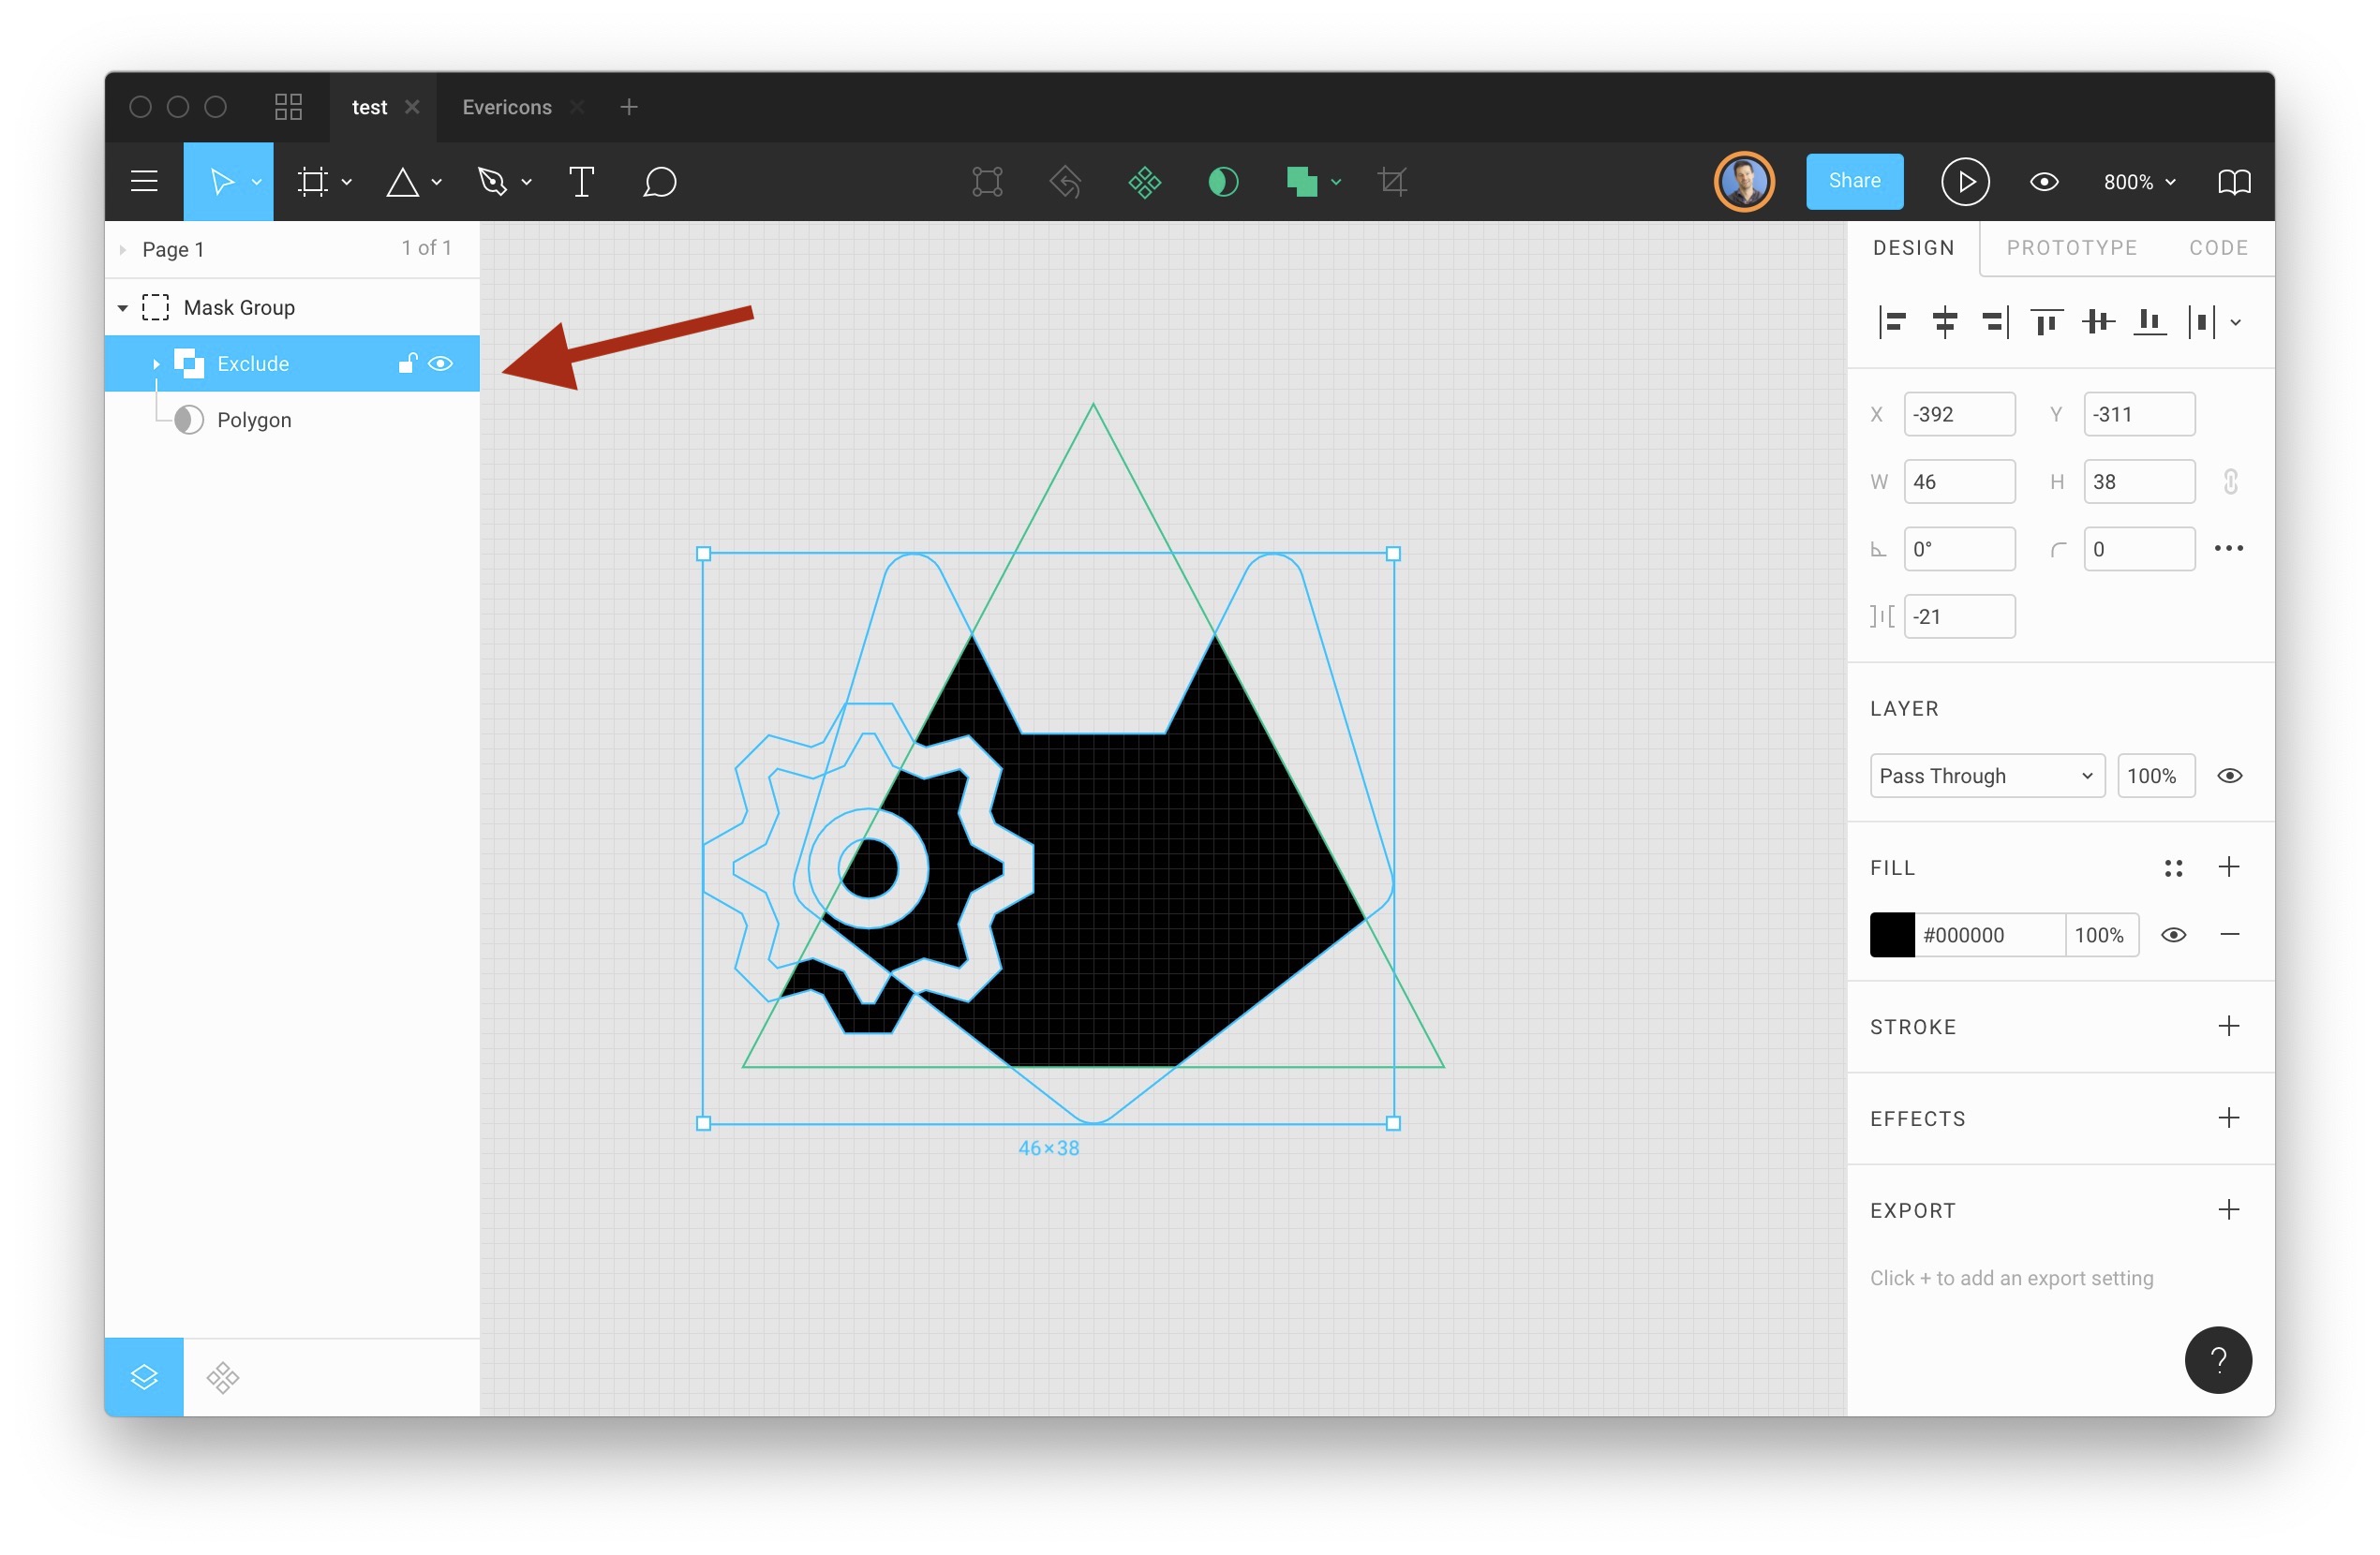 test Evericons
Share 800%
Page 1 1 of 1
DESIGN PROTOTYPE CODE
Mask Group
Exclude
Polygon
X -392 Y -311
W 46 H 38
0° 0
-21
LAYER
Pass Through 100%
FILL
#000000 100%
STROKE
EFFECTS
46×38
EXPORT
Click + to add an export setting
?